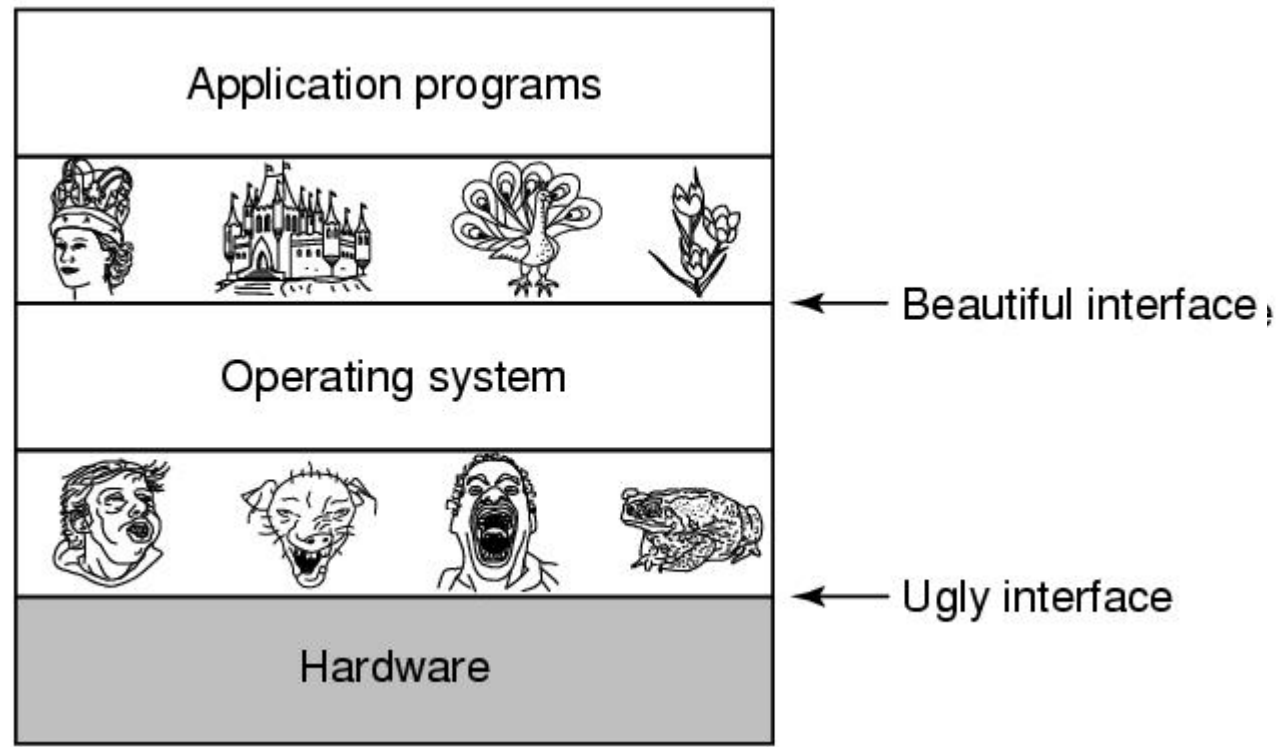 Application programs
Beautiful interface
Operating system
Ugly interface
Hardware